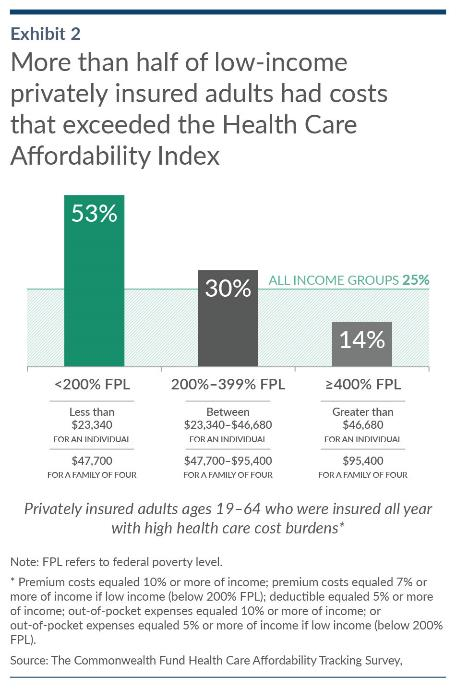 Exhibit 2
More than half of low-income
privately insured adults had costs
that exceeded the Health Care
Affordability Index
53%
30%
ALL INCOME GROUPS 25%
14%
<200% FPL
200%–399% FPL
≥400% FPL
Less than
$23,340
FOR AN INDIVIDUAL
Between
$23,340–$46,680
FOR AN INDIVIDUAL
Greater than
$46,680
FOR AN INDIVIDUAL
$47,700
FOR A FAMILY OF FOUR
$47,700–$95,400
FOR A FAMILY OF FOUR
$95,400
FOR A FAMILY OF FOUR
Privately insured adults ages 19–64 who were insured all year
with high health care cost burdens*
Note: FPL refers to federal poverty level.
* Premium costs equaled 10% or more of income; premium costs equaled 7% or
more of income if low income (below 200% FPL); deductible equaled 5% or more
of income; out-of-pocket expenses equaled 10% or more of income; or
out-of-pocket expenses equaled 5% or more of income if low income (below 200%
FPL).
Source: The Commonwealth Fund Health Care Affordability Tracking Survey,